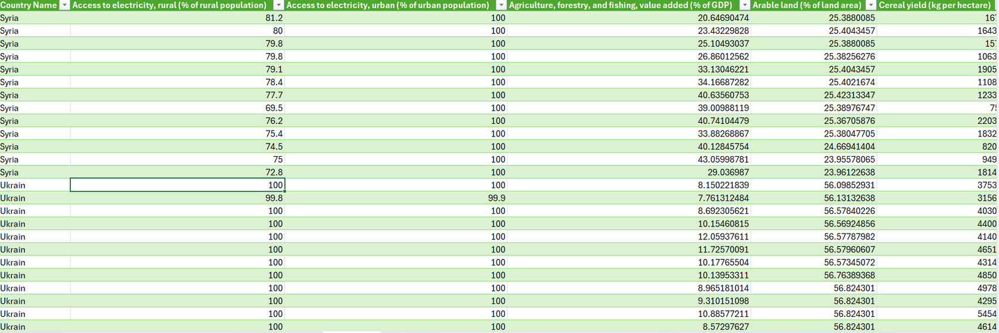 Country Name Access to electricity, rural (% of rural population) Access to electricity, urban (% of urban population) Agriculture, forestry, and fishing, value added (% of GDP) Arable land (% of land area) Cereal yield (kg per hectare)
Syria 81.2 100 20.64690474 25.3880085
Syria 80 100 23.43229828 25.4043457 1643
Syria 79.8 100 25.10493037 25.3880085
Syria 79.8 100 26.86012562 25.38256276 1063
Syria 79.1 100 33.13046221 25.4043457 1905
Syria 78.4 100 34.16687282 25.4021674 1108
Syria 77.7 100 40.63560753 25.42313347 1233
Syria 69.5 100 39.00988119 25.38976747
Syria 76.2 100 40.74104479 25.36705876 2203
Syria 75.4 100 33.88268867 25.38047705 1832
Syria 74.5 100 40.12845754 24.66941404 820
Syria 75 100 43.05998781 23.95578065 949
Syria 72.8 100 29.036987 23.96122638 1814
Ukrain 100 100 8.150221839 56.09852931 3753
Ukrain 99.8 99.9 7.761312484 56.13132638 3156
Ukrain 100 100 8.692305621 56.57840226 4030
Ukrain 100 100 10.15460815 56.56924856 4400
Ukrain 100 100 12.05937611 56.57787982 4140
Ukrain 100 100 11.72570091 56.57960607 4651
Ukrain 100 100 10.17765504 56.57345072 4314
Ukrain 100 100 10.13953311 56.76389368 4850
Ukrain 100 100 8.965181014 56.824301 4978
Ukrain 100 100 9.310151098 56.824301 4295
Ukrain 100 100 10.88577211 56.824301 5454
Ukrain 100 100 8.57297627 56.824301 4614